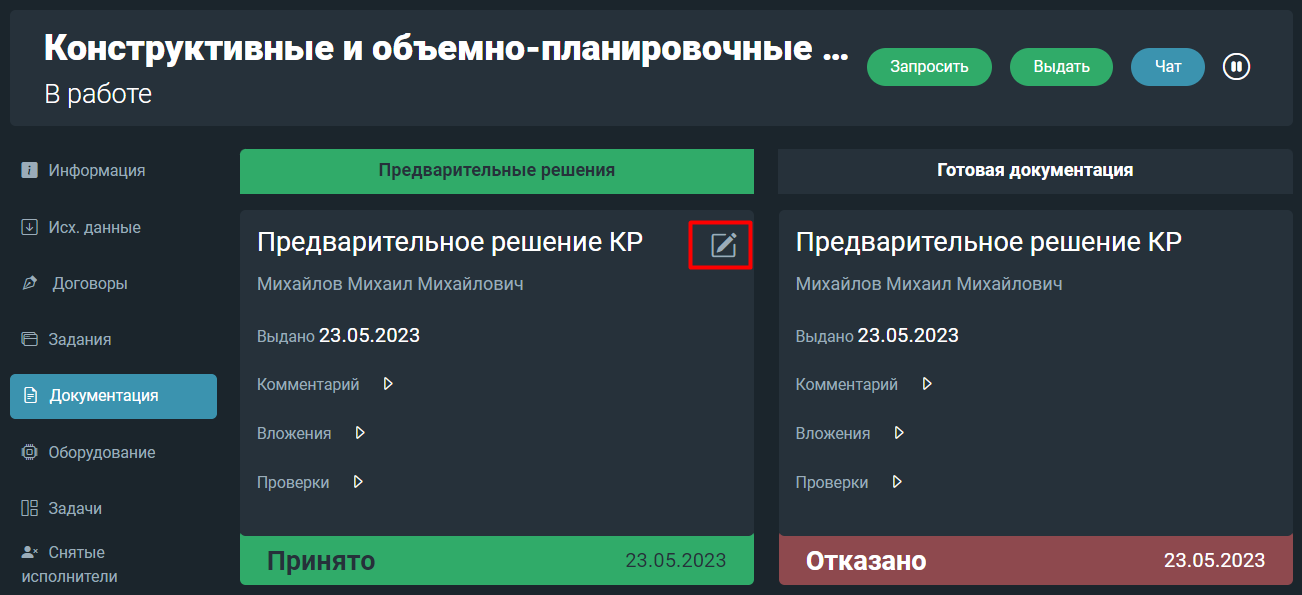 Конструктивные и объемно-планировочные ...
В работе
Запросить
Выдать
Чат
Информация
Исх. данные
Договоры
Задания
Документация
Оборудование
Задачи
Снятые
исполнители
Предварительные решения
Готовая документация
Предварительное решение КР
Михайлов Михаил Михайлович
Выдано 23.05.2023
Комментарий
Вложения
Проверки
Принято 23.05.2023
Предварительное решение КР
Михайлов Михаил Михайлович
Выдано 23.05.2023
Комментарий
Вложения
Проверки
Отказано 23.05.2023